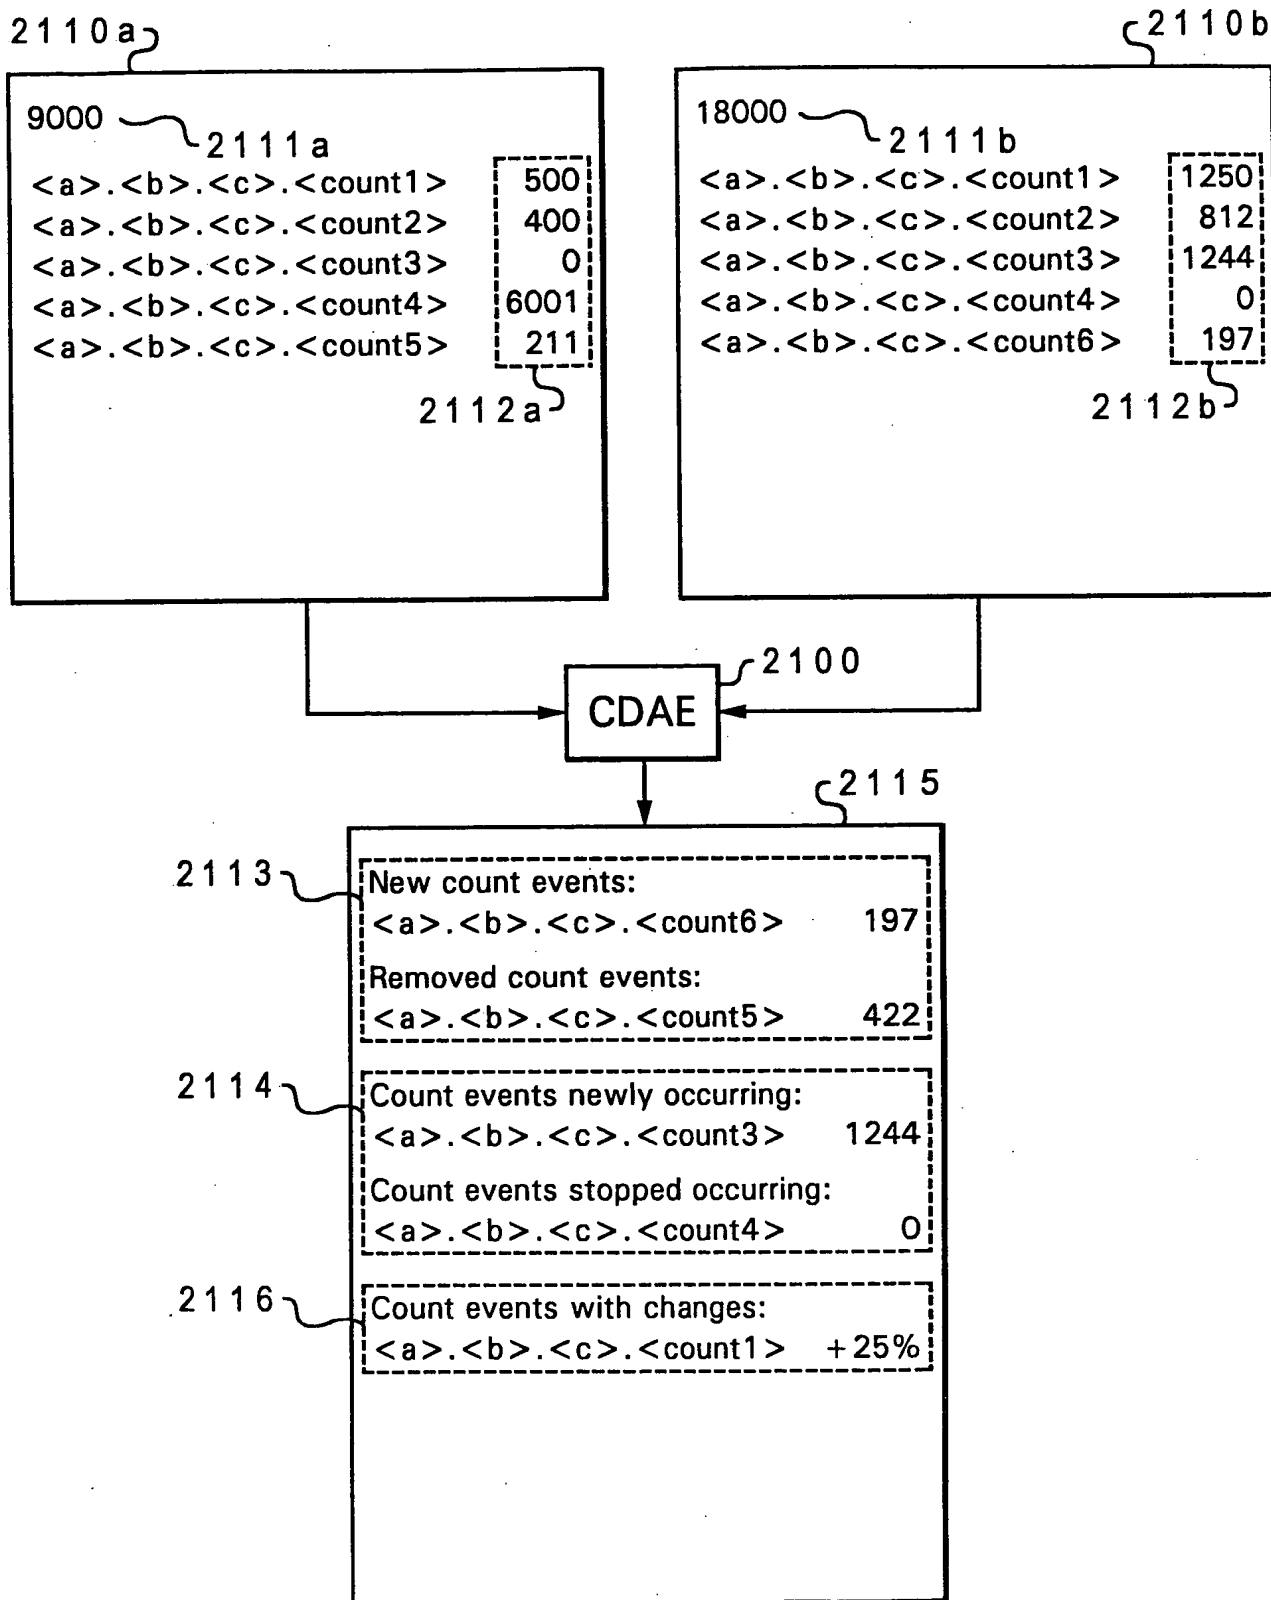 2110a
9000
2111a
<a>.<b>.<c>.<count1> 500
<a>.<b>.<c>.<count2> 400
<a>.<b>.<c>.<count3> 0
<a>.<b>.<c>.<count4> 6001
<a>.<b>.<c>.<count5> 211
2112a
2110b
18000
2111b
<a>.<b>.<c>.<count1> 1250
<a>.<b>.<c>.<count2> 812
<a>.<b>.<c>.<count3> 1244
<a>.<b>.<c>.<count4> 0
<a>.<b>.<c>.<count6> 197
2112b
2100
CDAE
2115
2113
New count events:
<a>.<b>.<c>.<count6> 197
Removed count events:
<a>.<b>.<c>.<count5> 422
2114
Count events newly occurring:
<a>.<b>.<c>.<count3> 1244
Count events stopped occurring:
<a>.<b>.<c>.<count4> 0
2116
Count events with changes:
<a>.<b>.<c>.<count1> +25%